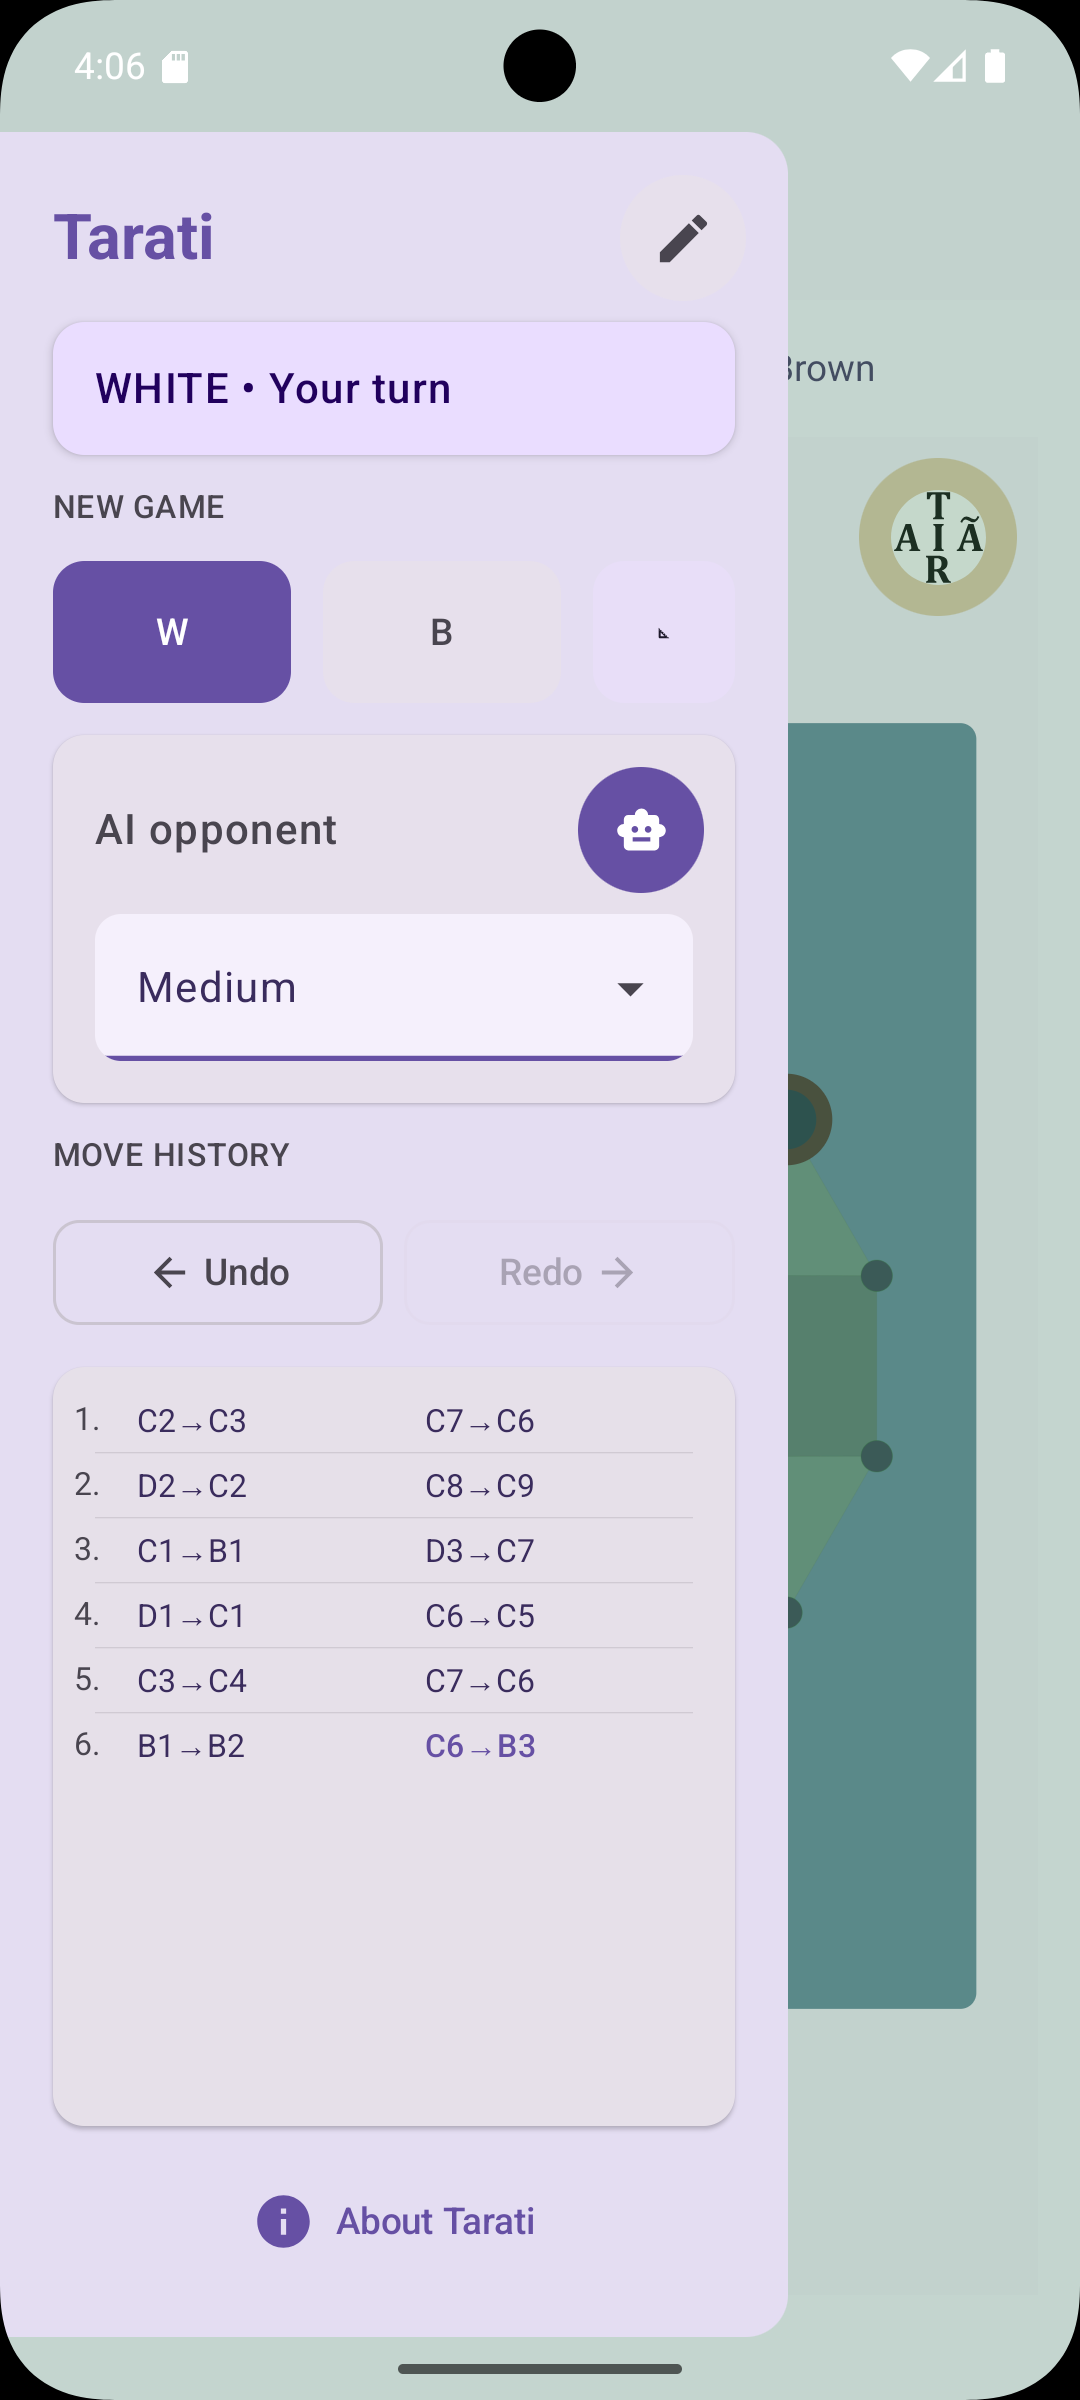 4:06
Tarati
WHITE • Your turn
Brown
NEW GAME
T
A I Ã
R
W B
AI opponent
Medium
MOVE HISTORY
← Undo Redo →
1. C2→C3 C7→C6
2. D2→C2 C8→C9
3. C1→B1 D3→C7
4. D1→C1 C6→C5
5. C3→C4 C7→C6
6. B1→B2 C6→B3
About Tarati